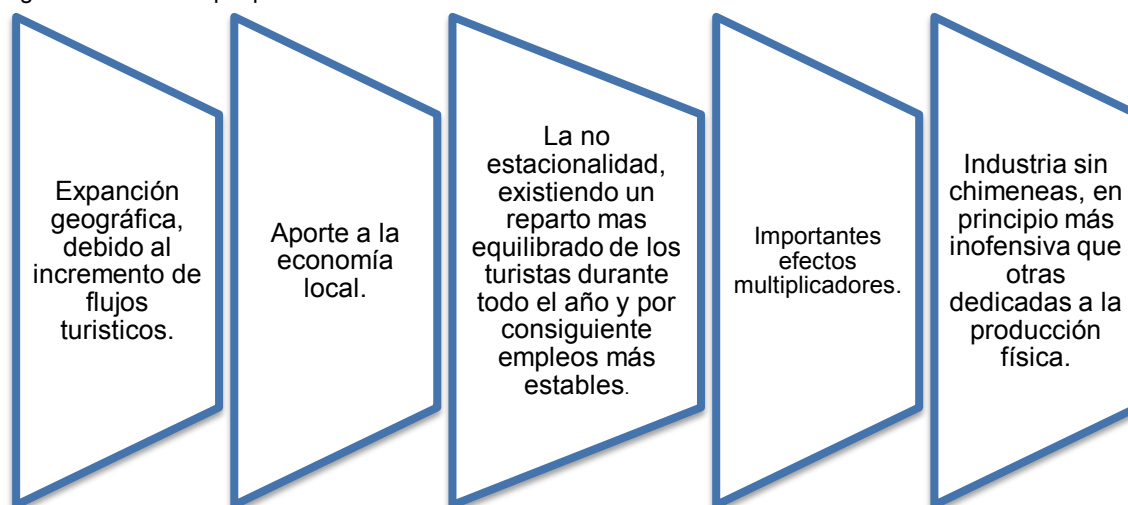 Expanción
geográfica,
debido al
incremento de
flujos
turisticos.
Aporte a la
economía
local.
La no
estacionalidad,
existiendo un
reparto mas
equilibrado de los
turistas durante
todo el año y por
consiguiente
empleos más
estables.
Importantes
efectos
multiplicadores.
Industria sin
chimeneas, en
principio más
inofensiva que
otras
dedicadas a la
producción
física.